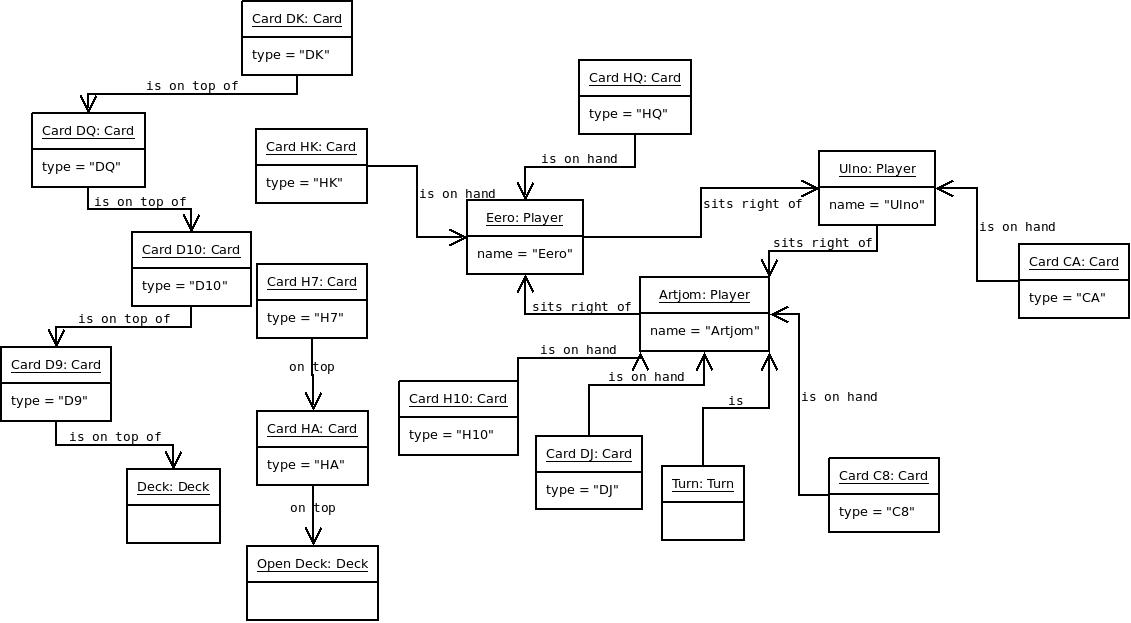 Card DK: Card
type = "DK"
is on top of
Card DQ: Card
type = "DQ"
is on top of
Card D10: Card
type = "D10"
is on top of
Card D9: Card
type = "D9"
is on top of
Deck: Deck
Card HK: Card
type = "HK"
is on hand
Card H7: Card
type = "H7"
on top
Card HA: Card
type = "HA"
on top
Open Deck: Deck
Card HQ: Card
type = "HQ"
is on hand
Eero: Player
name = "Eero"
sits right of
Ulno: Player
name = "Ulno"
sits right of
is on hand
Card CA: Card
type = "CA"
Artjom: Player
name = "Artjom"
sits right of
is on hand
Card H10: Card
type = "H10"
is on hand
Card DJ: Card
type = "DJ"
is
Turn: Turn
is on hand
Card C8: Card
type = "C8"